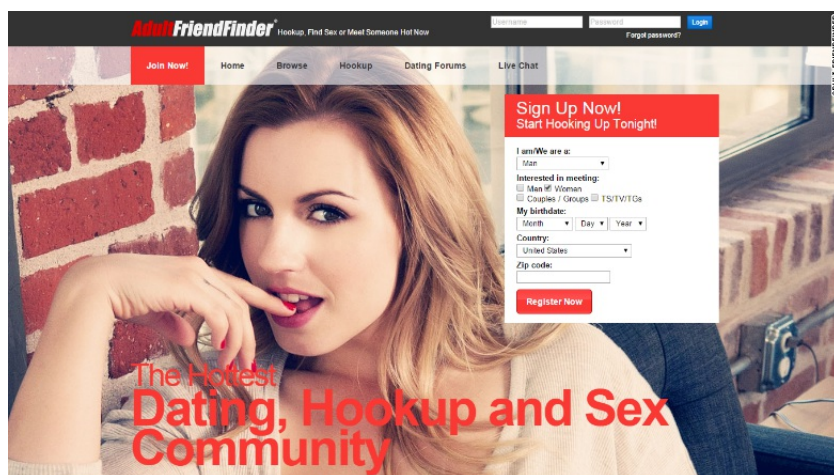 AdultFriendFinder®
Hookup, Find Sex or Meet Someone Hot Now
Username
Password
Login
Forgot password?
Join Now!
Home
Browse
Hookup
Dating Forums
Live Chat
Sign Up Now!
Start Hooking Up Tonight!
I am/We are a:
Man
Interested in meeting:
Men Women
Couples / Groups TS/TV/TGs
My birthdate:
Month Day Year
Country:
United States
Zip code:
Register Now
The Hottest
Dating, Hookup and Sex
Community